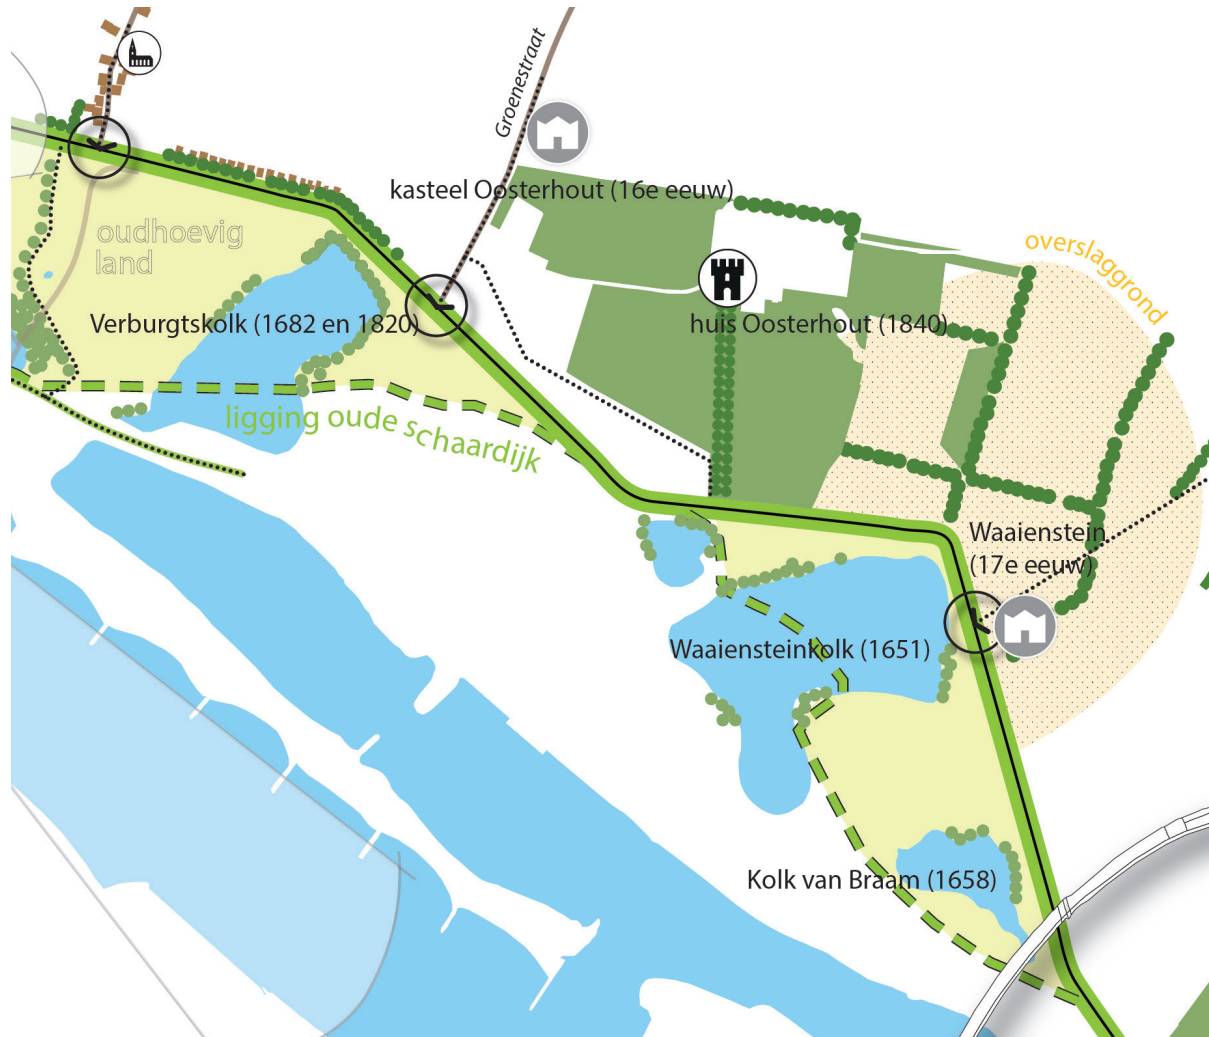 Groenestraat
kasteel Oosterhout (16e eeuw)
oudhoevig
land
overslaggrond
Verburgtskolk (1682 en 1820)
huis Oosterhout (1840)
ligging oude schaardijk
Waaienstein
(17e eeuw)
Waaiensteinkolk (1651)
Kolk van Braam (1658)